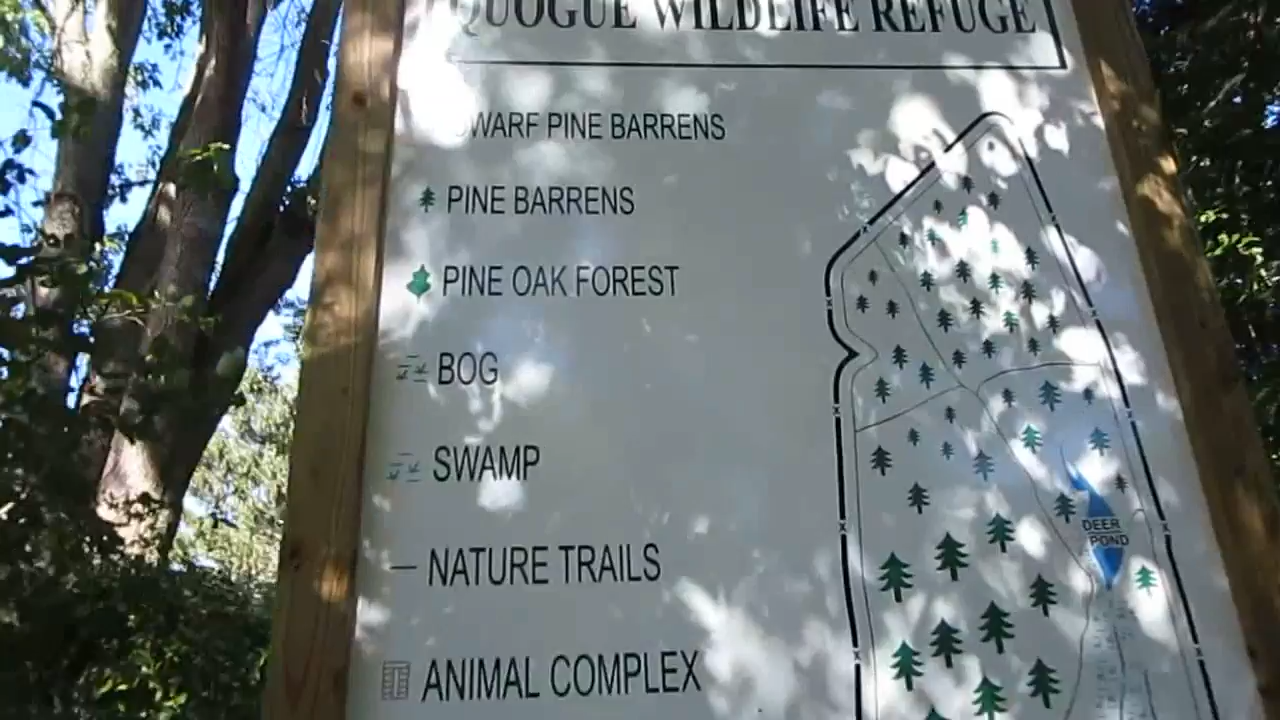 QUOGUE WILDLIFE REFUGE
DWARF PINE BARRENS
PINE BARRENS
PINE OAK FOREST
BOG
SWAMP
NATURE TRAILS
ANIMAL COMPLEX
DEER
POND